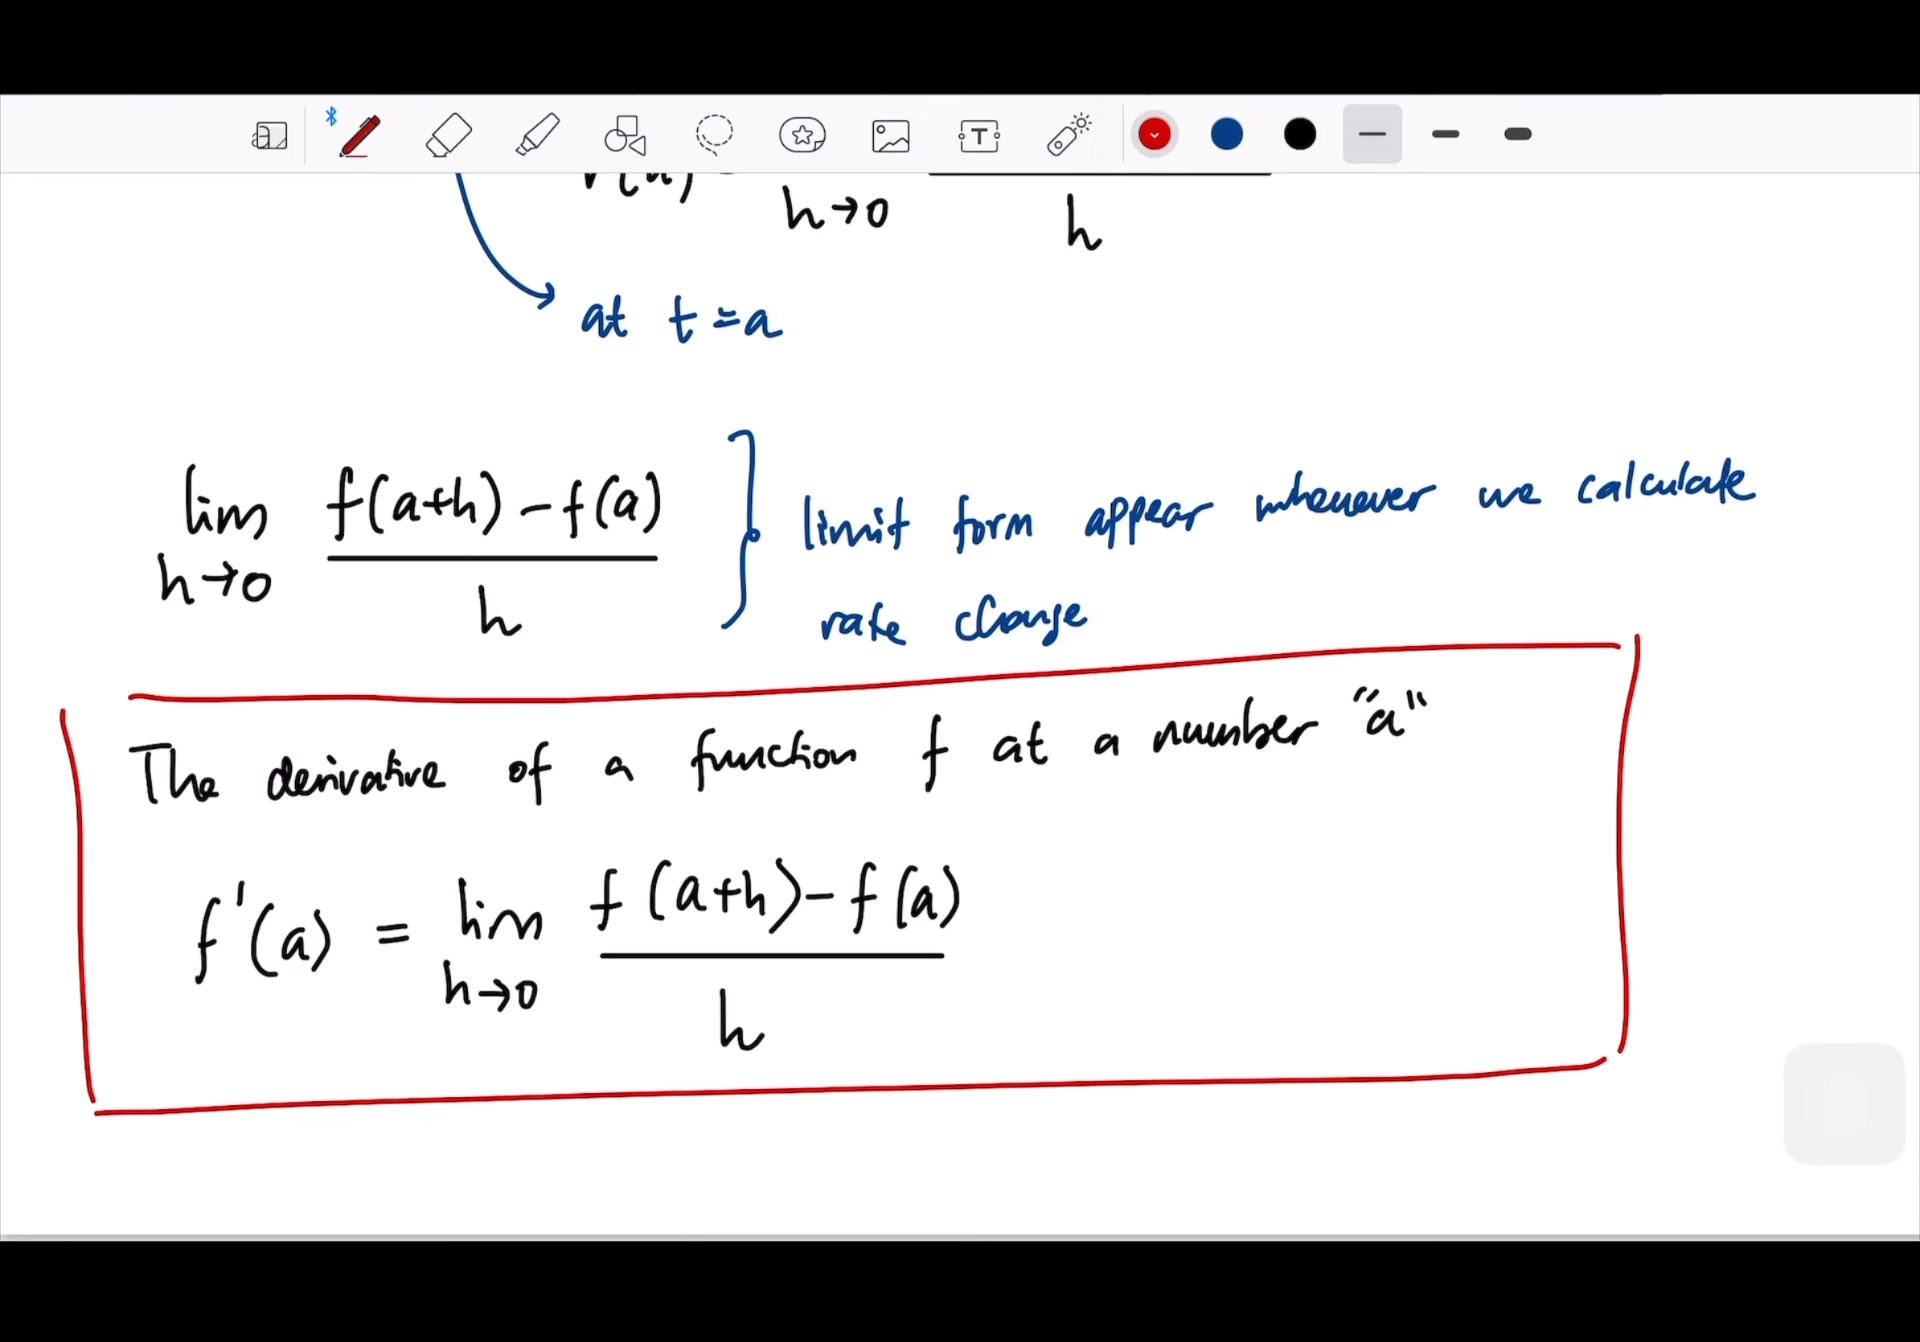 h→0 h
at t=a
lim f(a+h) - f(a)
h→0 h
limit form appear whenever we calculate
rate change
The derivative of a function f at a number "a"
f'(a) = lim f(a+h) - f(a)
h→0 h